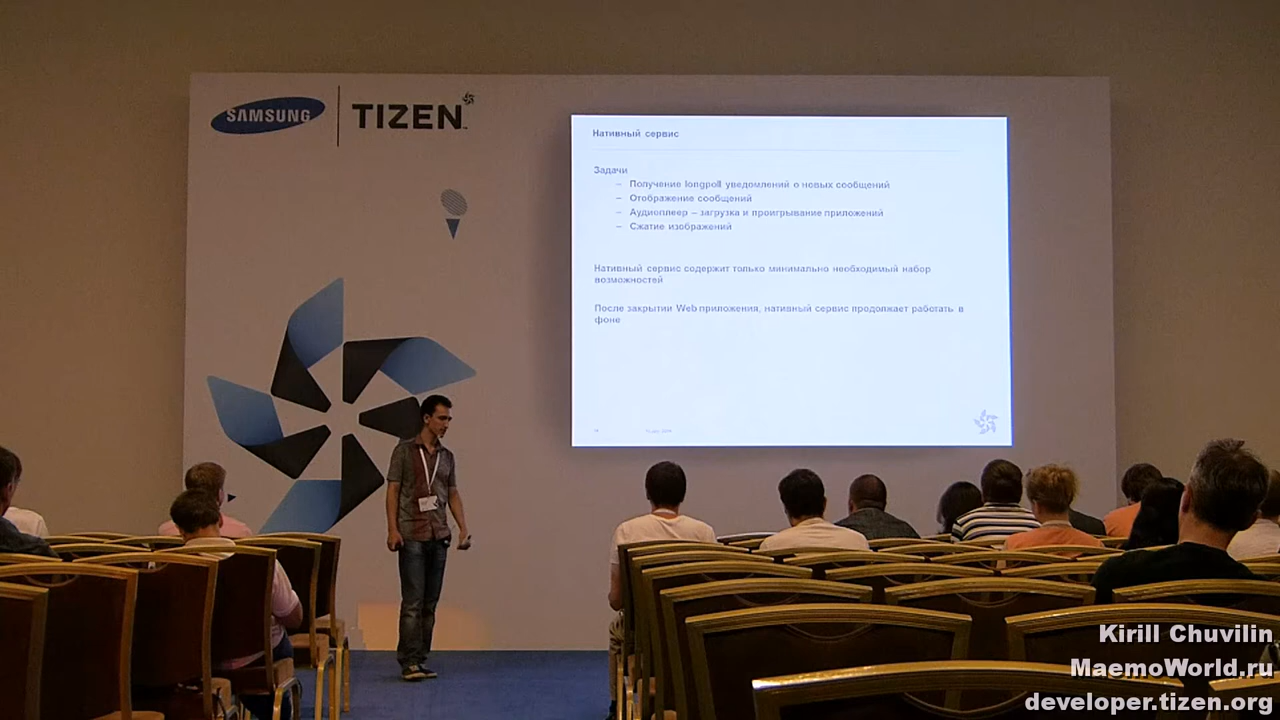 SAMSUNG
TIZEN
Нативный сервис
Задачи
– Получение longpoll уведомлений о новых сообщений
– Отображение сообщений
– Аудиоплеер – загрузка и проигрывание приложений
– Сжатие изображений
Нативный сервис содержит только минимально необходимый набор
возможностей
После закрытии Web приложения, нативный сервис продолжает работать в
фоне
Kirill Chuvilin
MaemoWorld.ru
developer.tizen.org